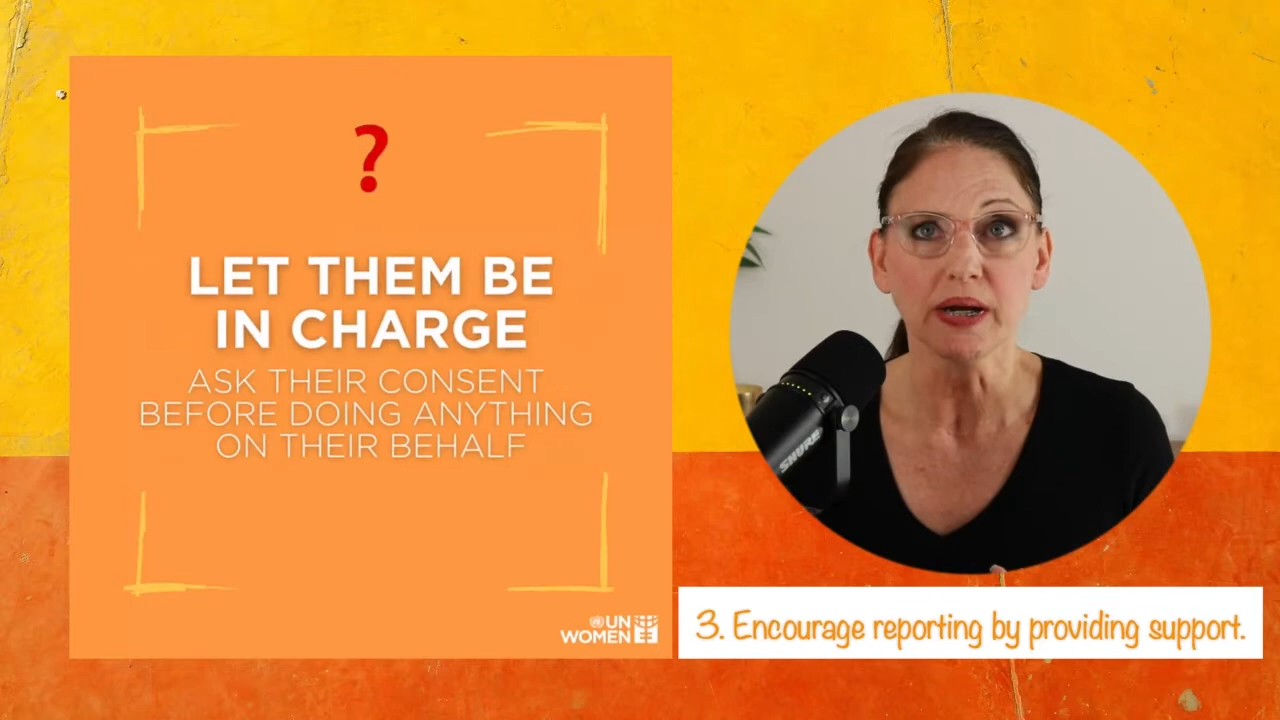 ?
LET THEM BE
IN CHARGE
ASK THEIR CONSENT
BEFORE DOING ANYTHING
ON THEIR BEHALF
UN
WOMEN
SHURE
3. Encourage reporting by providing support.